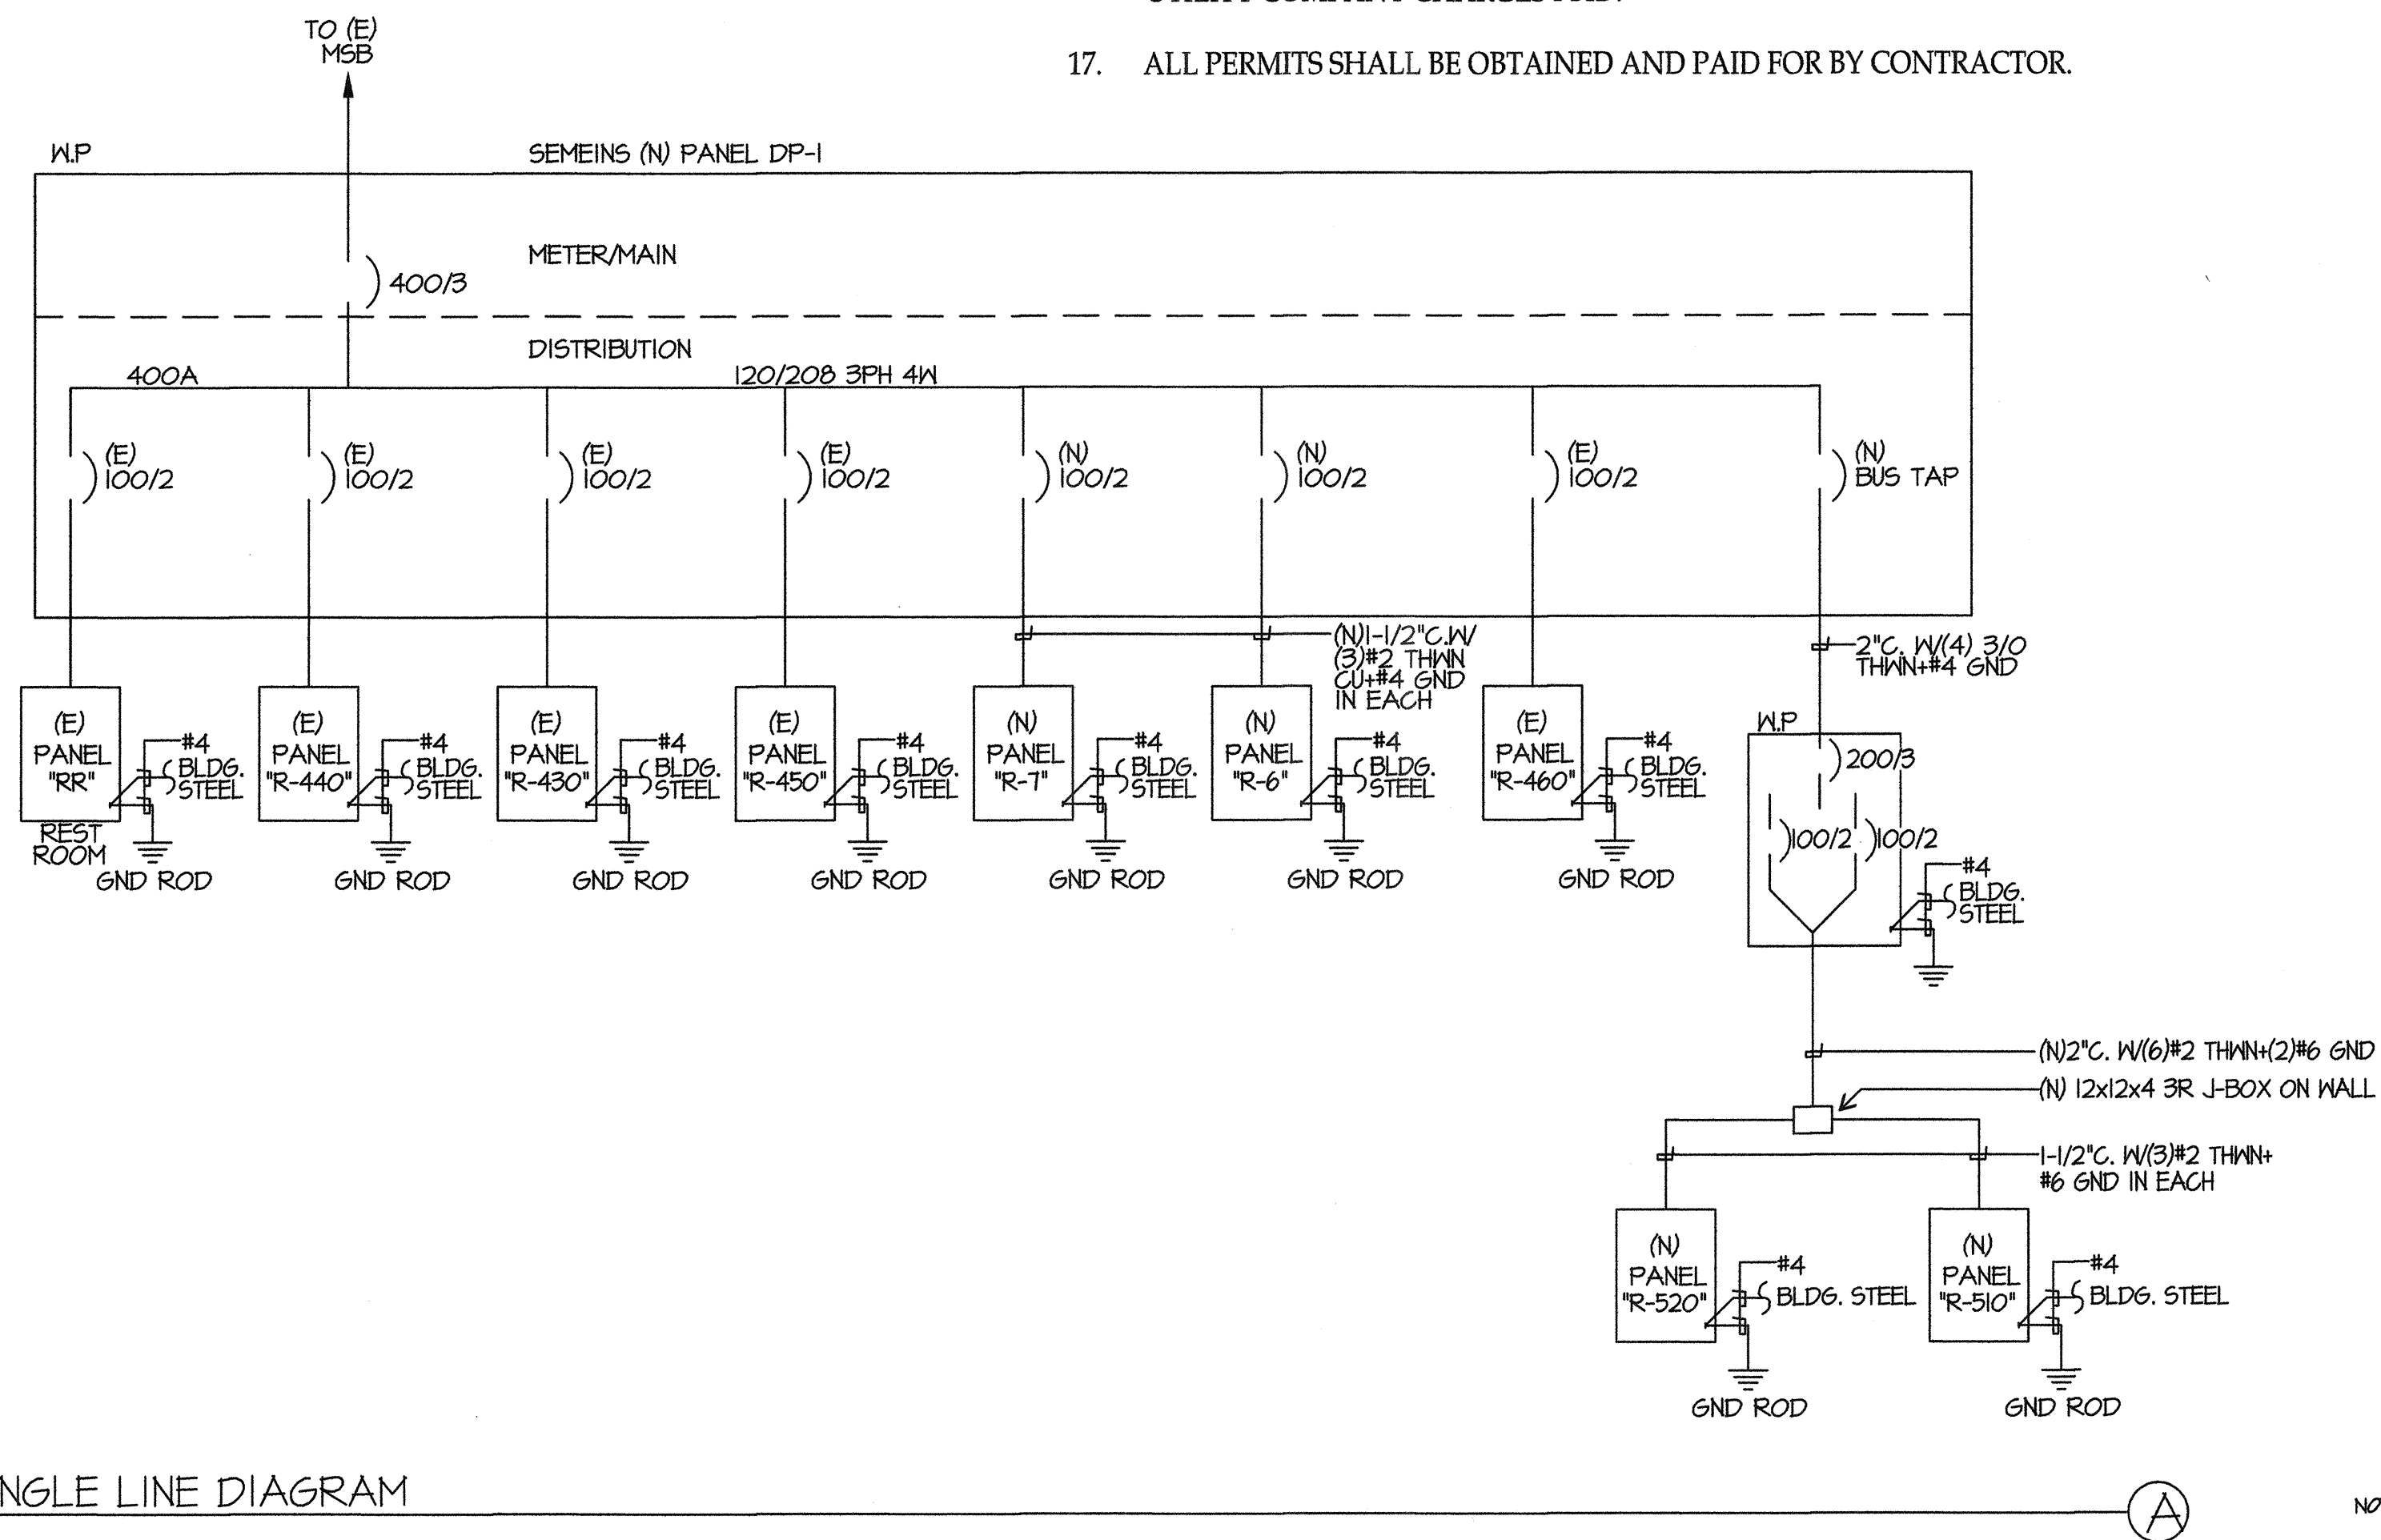 17. ALL PERMITS SHALL BE OBTAINED AND PAID FOR BY CONTRACTOR.
TO (E)
MSB
W.P
SEMEINS (N) PANEL DP-1
METER/MAIN
400/3
DISTRIBUTION
400A
120/208 3PH 4W
(E)
100/2
(E)
100/2
(E)
100/2
(E)
100/2
(N)
100/2
(N)
100/2
(E)
100/2
(N)
BUS TAP
(N)1-1/2"C.W/
(3)#2 THWN
CU+#4 GND
IN EACH
2"C. W/(4) 3/0
THWN+#4 GND
(E)
PANEL
"RR"
REST
ROOM
#4
BLDG.
STEEL
GND ROD
(E)
PANEL
"R-440"
#4
BLDG.
STEEL
GND ROD
(E)
PANEL
"R-430"
#4
BLDG.
STEEL
GND ROD
(E)
PANEL
"R-450"
#4
BLDG.
STEEL
GND ROD
(N)
PANEL
"R-7"
#4
BLDG.
STEEL
GND ROD
(N)
PANEL
"R-6"
#4
BLDG.
STEEL
GND ROD
(E)
PANEL
"R-460"
#4
BLDG.
STEEL
GND ROD
W.P
200/3
100/2
100/2
#4
BLDG.
STEEL
(N)2"C. W/(6)#2 THWN+(2)#6 GND
(N) 12x12x4 3R J-BOX ON WALL
1-1/2"C. W/(3)#2 THWN+
#6 GND IN EACH
(N)
PANEL
"R-520"
#4
BLDG. STEEL
GND ROD
(N)
PANEL
"R-510"
#4
BLDG. STEEL
GND ROD
NGLE LINE DIAGRAM
A
NO